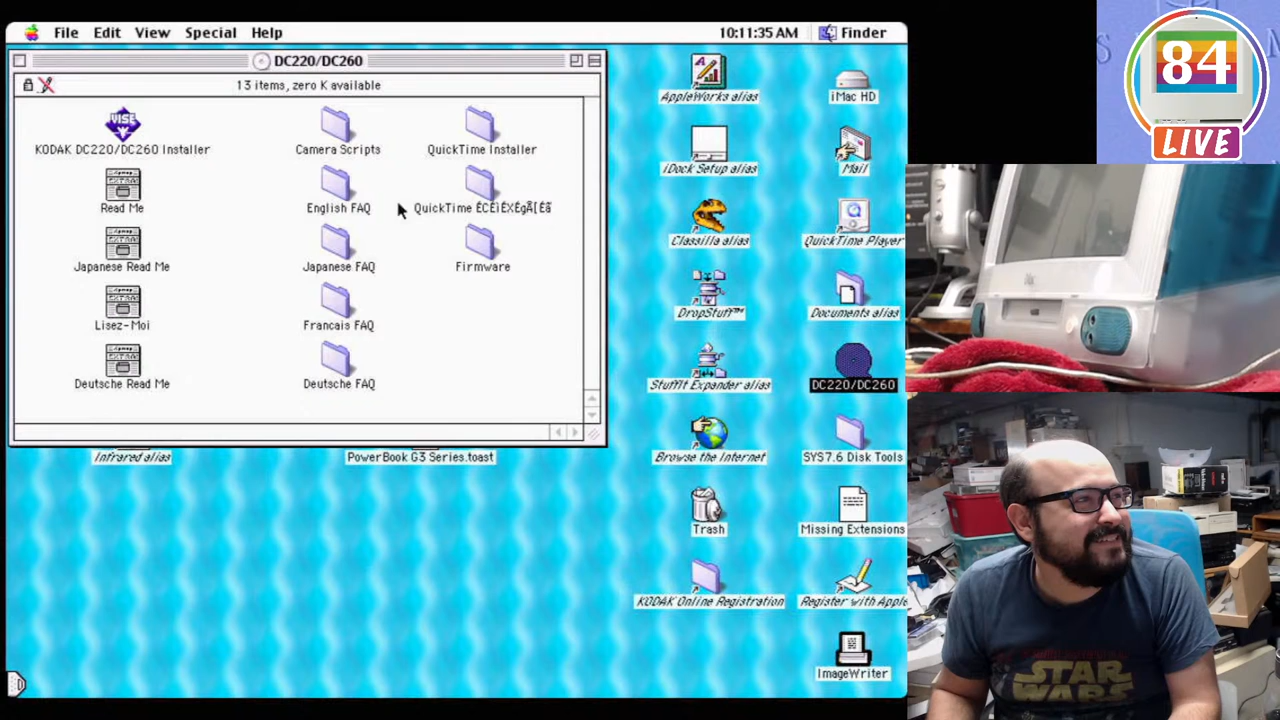 File Edit View Special Help 10:11:35 AM Finder
DC220/DC260
13 items, zero K available
KODAK DC220/DC260 Installer
Camera Scripts
QuickTime Installer
Read Me
English FAQ
QuickTime ÉCÉìÉXÉgÅ[Éã
Japanese Read Me
Japanese FAQ
Firmware
Lisez-Moi
Francais FAQ
Deutsche Read Me
Deutsche FAQ
Infrared alias
PowerBook G3 Series.toast
AppleWorks alias
iMac HD
iDock Setup alias
Mail
Classilla alias
QuickTime Player
DropStuff™
Documents alias
StuffIt Expander alias
DC220/DC260
Browse the Internet
SYS7.6 Disk Tools
Trash
Missing Extensions
KODAK Online Registration
Register with Apple
ImageWriter
84
LIVE
STAR
WARS